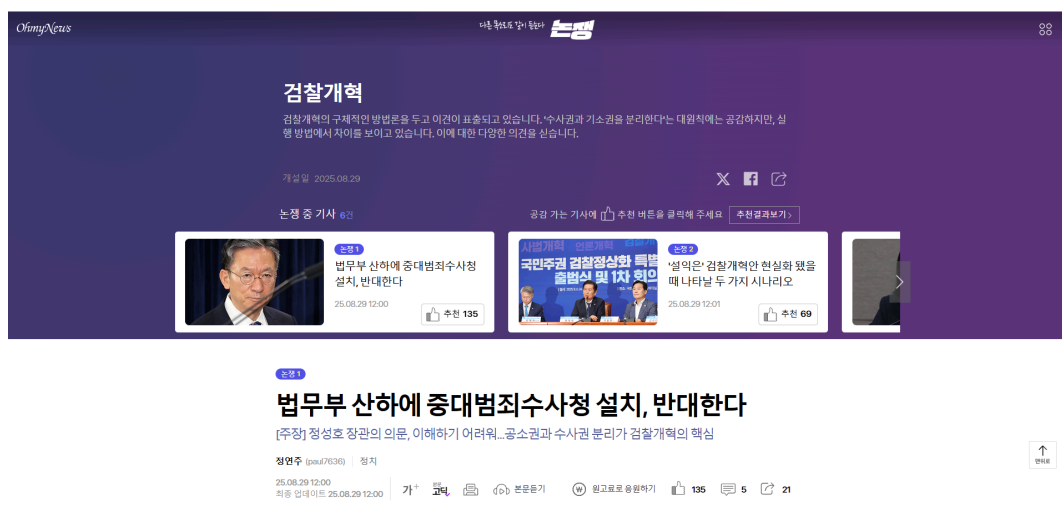 OhmyNews
다른 목소리도 같이 듣는다 논쟁
검찰개혁
검찰개혁의 구체적인 방법론을 두고 이견이 표출되고 있습니다. '수사권과 기소권을 분리한다'는 대원칙에는 공감하지만, 실
행 방법에서 차이를 보이고 있습니다. 이에 대한 다양한 의견을 싣습니다.
개설일 2025.08.29
논쟁 중 기사 6건
공감 가는 기사에 추천 버튼을 클릭해 주세요 추천결과보기 >
논쟁 1
법무부 산하에 중대범죄수사청
설치, 반대한다
25.08.29 12:00
추천 135
사법개혁 언론개혁
국민주권 검찰정상화 특별
출범식 및 1차 회의
논쟁 2
'설익은' 검찰개혁안 현실화 됐을
때 나타날 두 가지 시나리오
25.08.29 12:01
추천 69
논쟁 1
법무부 산하에 중대범죄수사청 설치, 반대한다
[주장] 정성호 장관의 의문, 이해하기 어려워...공소권과 수사권 분리가 검찰개혁의 핵심
정연주 (paul7636) 정치
25.08.29 12:00
최종 업데이트 25.08.29 12:00
가+ 본문 고딕 본문듣기 원고료로 응원하기 135 5 21
맨위로